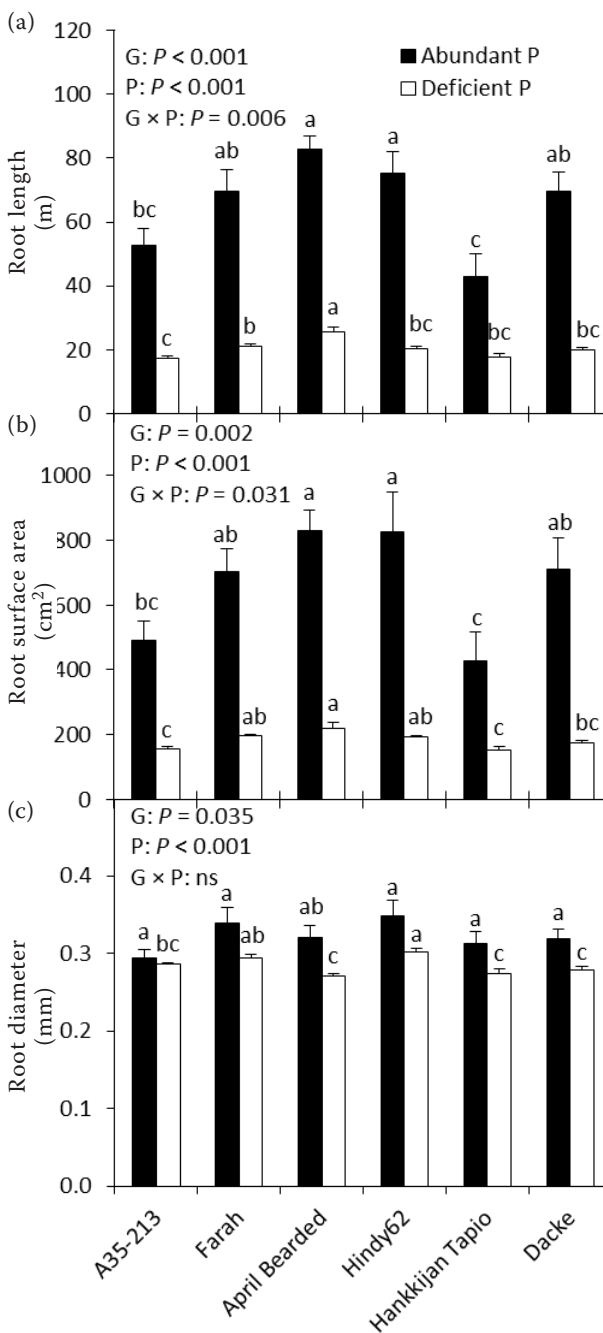 (a)
120
G: P < 0.001
Abundant P
P: P < 0.001
Deficient P
100
G × P: P = 0.006
a
a
80
ab
ab
Root length
(m)
bc
60
c
40
a
c
b
bc
bc
bc
20
0
(b)
G: P = 0.002
P: P < 0.001
1000
G × P: P = 0.031
a
a
ab
ab
800
Root surface area
(cm²)
bc
600
c
400
a
c
ab
ab
c
bc
200
0
(c)
G: P = 0.035
P: P < 0.001
G × P: ns
0.4
a
ab
a
a
a
a
bc
ab
c
a
c
c
0.3
Root diameter
(mm)
0.2
0.1
0.0
A35-213
Farah
April Bearded
Hindy62
Hankkijan Tapio
Dacke